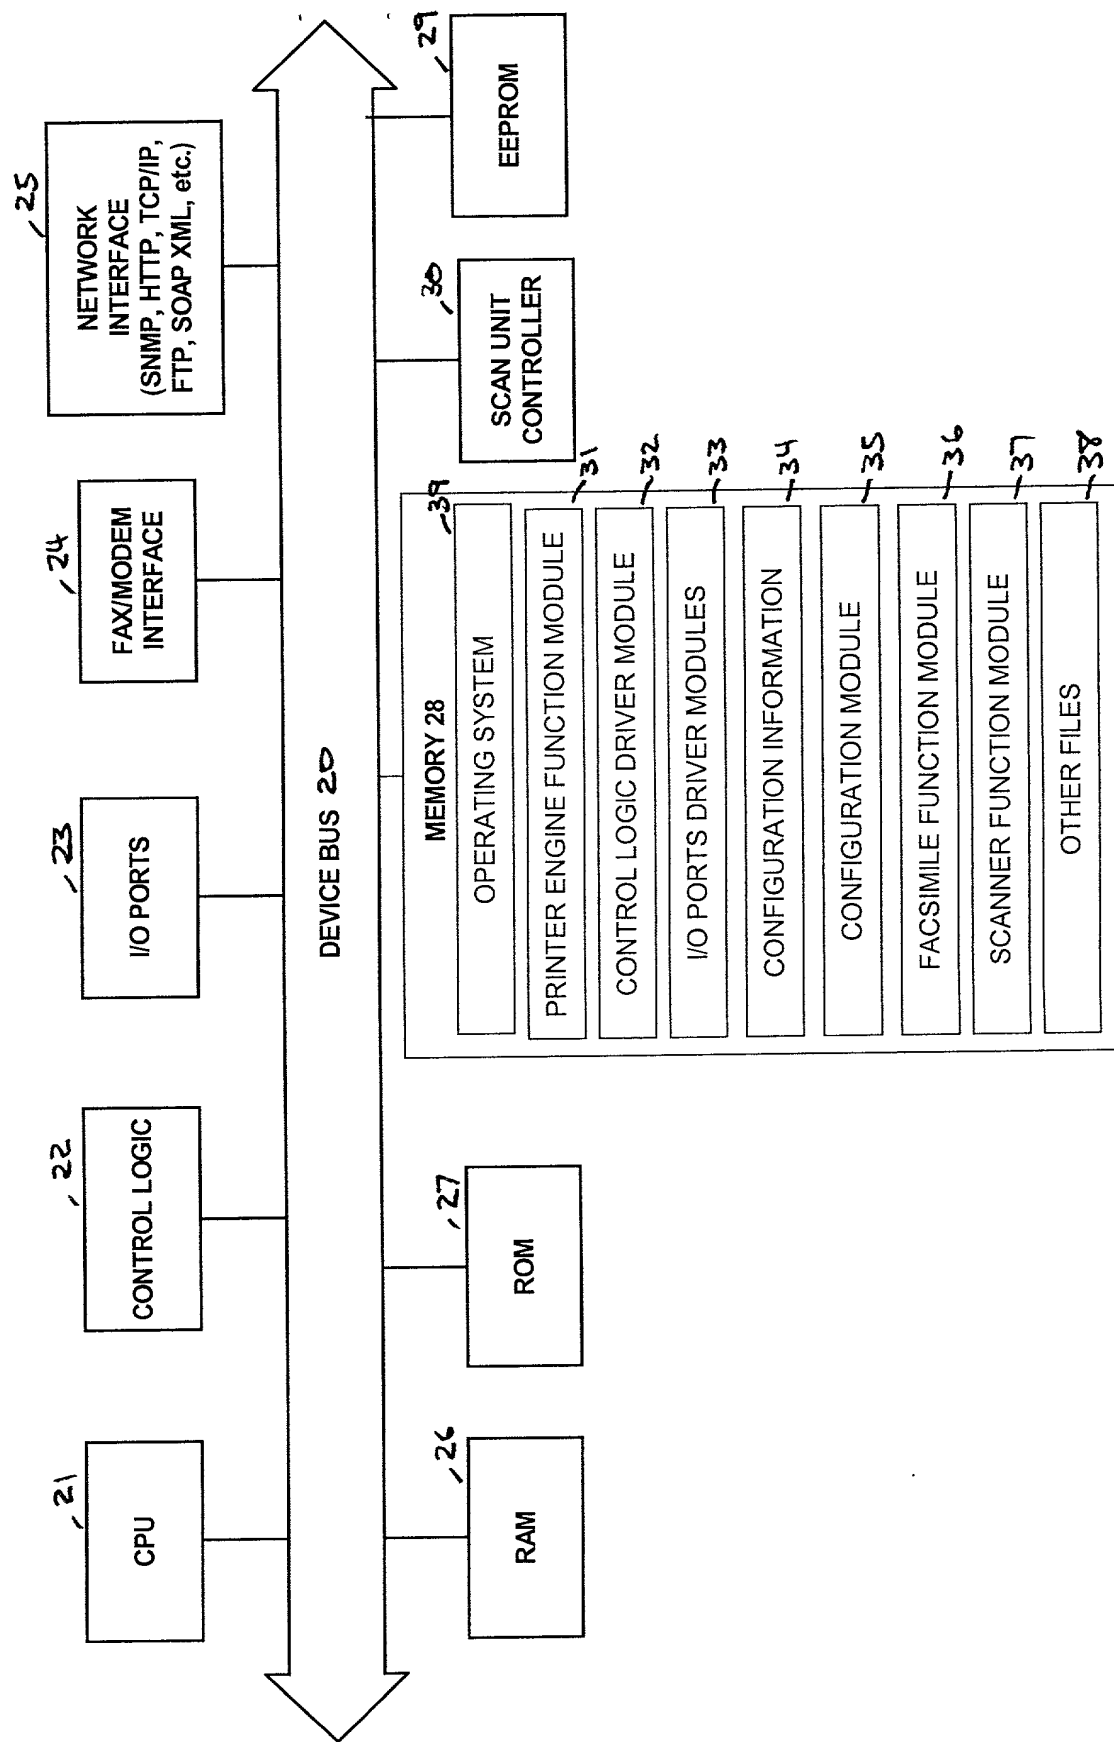 21
CPU
22
CONTROL LOGIC
23
I/O PORTS
24
FAX/MODEM
INTERFACE
25
NETWORK
INTERFACE
(SNMP, HTTP, TCP/IP,
FTP, SOAP XML, etc.)
DEVICE BUS 20
26
RAM
27
ROM
MEMORY 28
39
OPERATING SYSTEM
PRINTER ENGINE FUNCTION MODULE
31
CONTROL LOGIC DRIVER MODULE
32
I/O PORTS DRIVER MODULES
33
CONFIGURATION INFORMATION
34
CONFIGURATION MODULE
35
FACSIMILE FUNCTION MODULE
36
SCANNER FUNCTION MODULE
37
OTHER FILES
38
30
SCAN UNIT
CONTROLLER
29
EEPROM